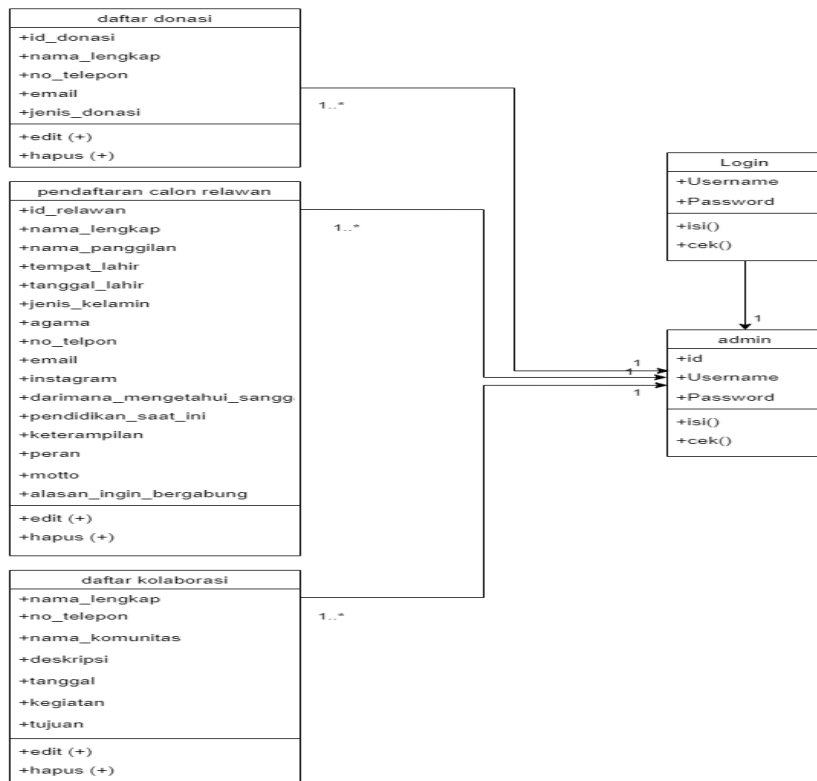 daftar donasi
+id_donasi
+nama_lengkap
+no_telepon
+email
+jenis_donasi
+edit (+)
+hapus (+)
1..*
pendaftaran calon relawan
+id_relawan
+nama_lengkap
+nama_panggilan
+tempat_lahir
+tanggal_lahir
+jenis_kelamin
+agama
+no_telpon
+email
+instagram
+darimana_mengetahui_sangg
+pendidikan_saat_ini
+keterampilan
+peran
+motto
+alasan_ingin_bergabung
+edit (+)
+hapus (+)
1..*
daftar kolaborasi
+nama_lengkap
+no_telepon
+nama_komunitas
+deskripsi
+tanggal
+kegiatan
+tujuan
+edit (+)
+hapus (+)
1..*
Login
+Username
+Password
+isi()
+cek()
1
admin
+id
+Username
+Password
+isi()
+cek()
1
1
1